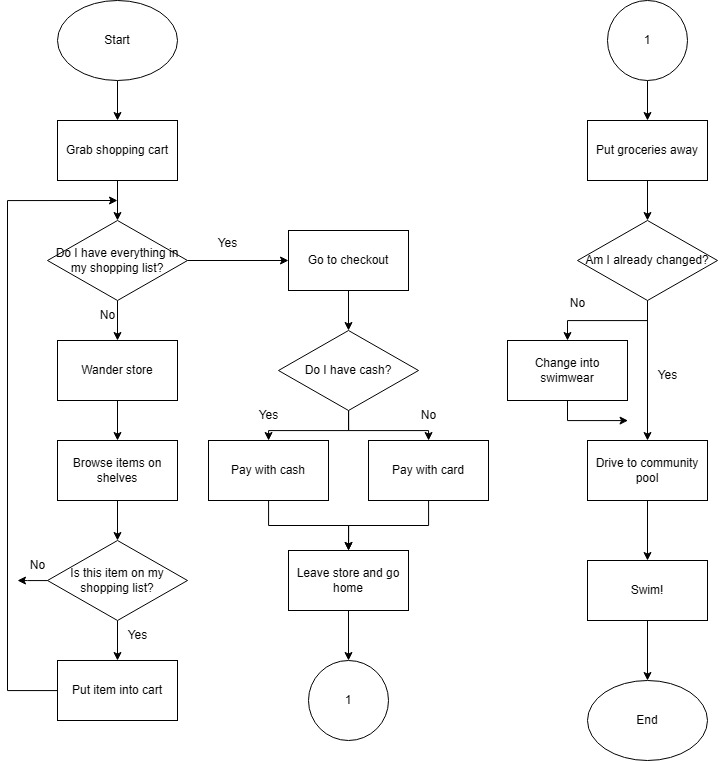 Start
Grab shopping cart
Do I have everything in
my shopping list?
Yes
No
Wander store
Browse items on
shelves
Is this item on my
shopping list?
No
Yes
Put item into cart
Go to checkout
Do I have cash?
Yes
No
Pay with cash
Pay with card
Leave store and go
home
1
1
Put groceries away
Am I already changed?
No
Yes
Change into
swimwear
Drive to community
pool
Swim!
End